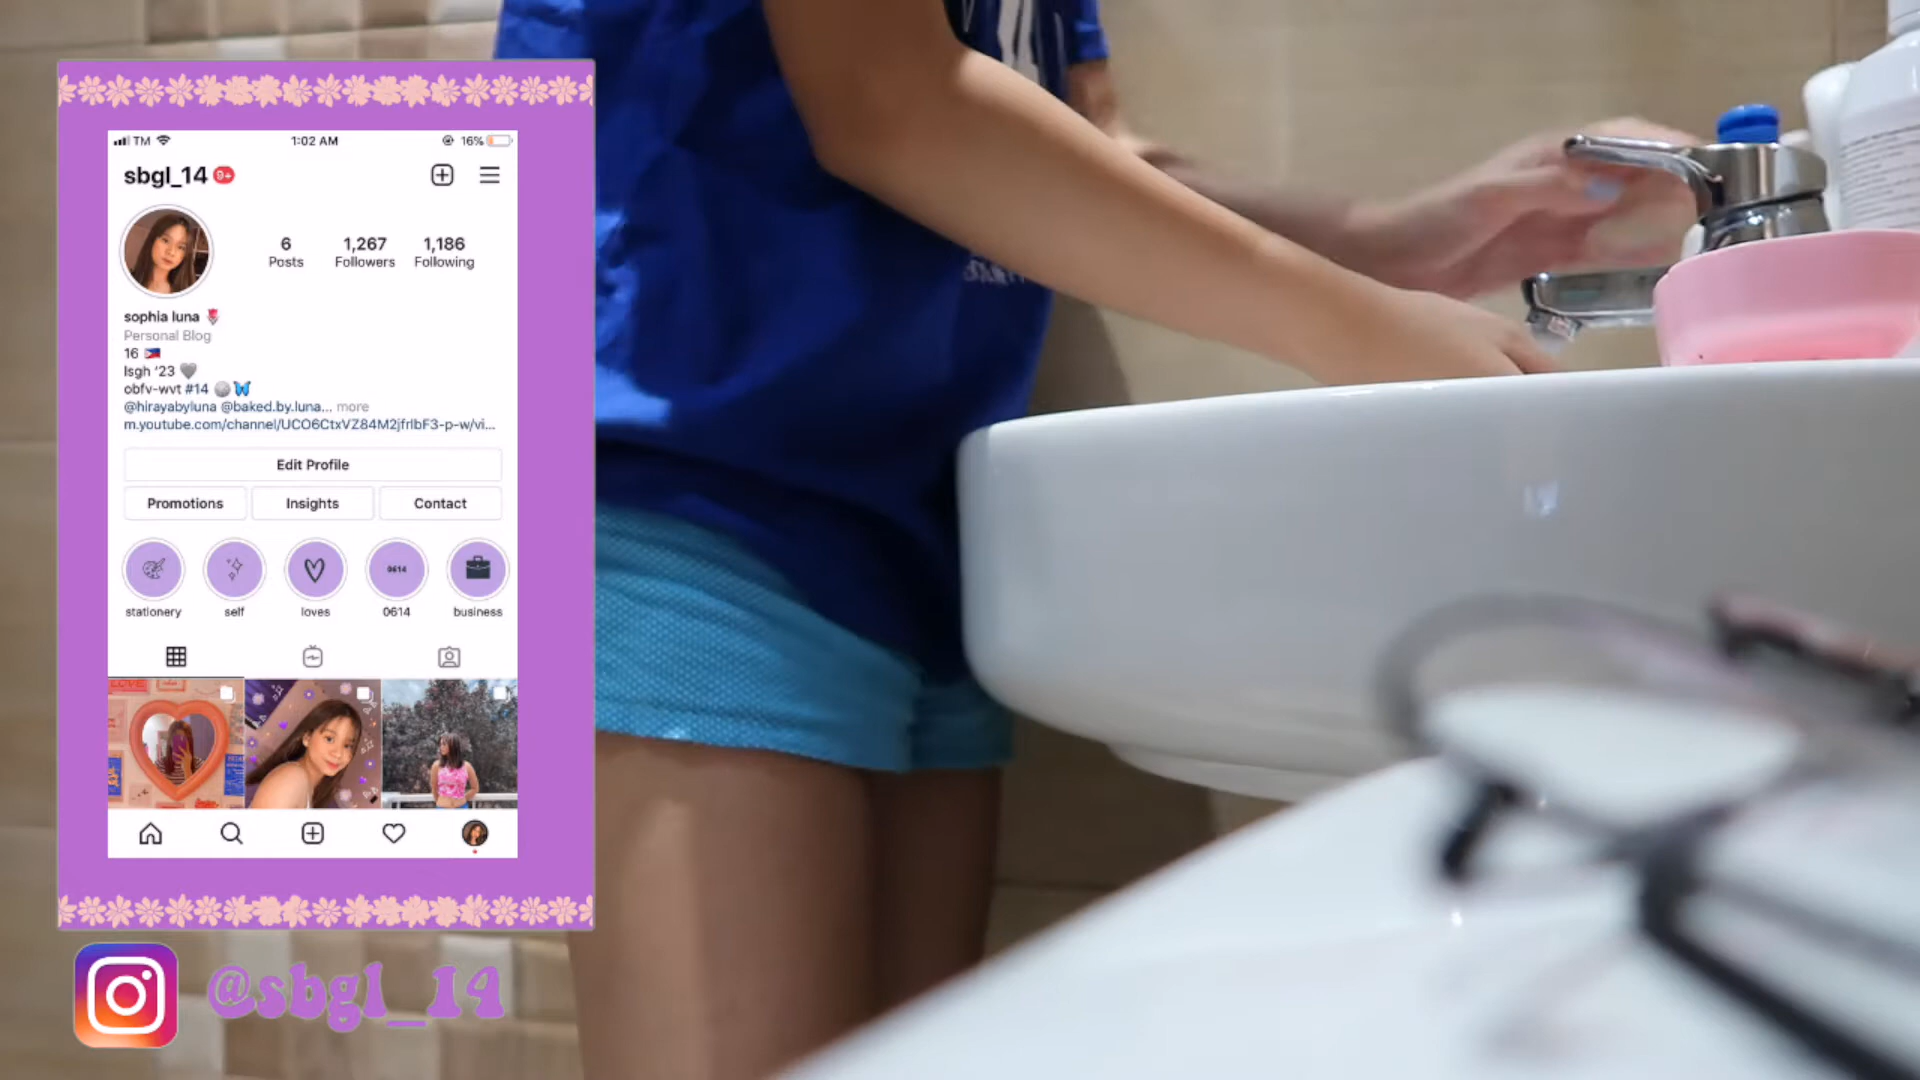 TM 1:02 AM 16%
sbgl_14 9+
6 1,267 1,186
Posts Followers Following
sophia luna
Personal Blog
16
lsgh '23
obfv-wvt #14
@hirayabyluna @baked.by.luna... more
m.youtube.com/channel/UCO6CtxVZ84M2jfrlbF3-p-w/vi...
Edit Profile
Promotions Insights Contact
0614
stationery self loves 0614 business
LOVE
@sbgl_14